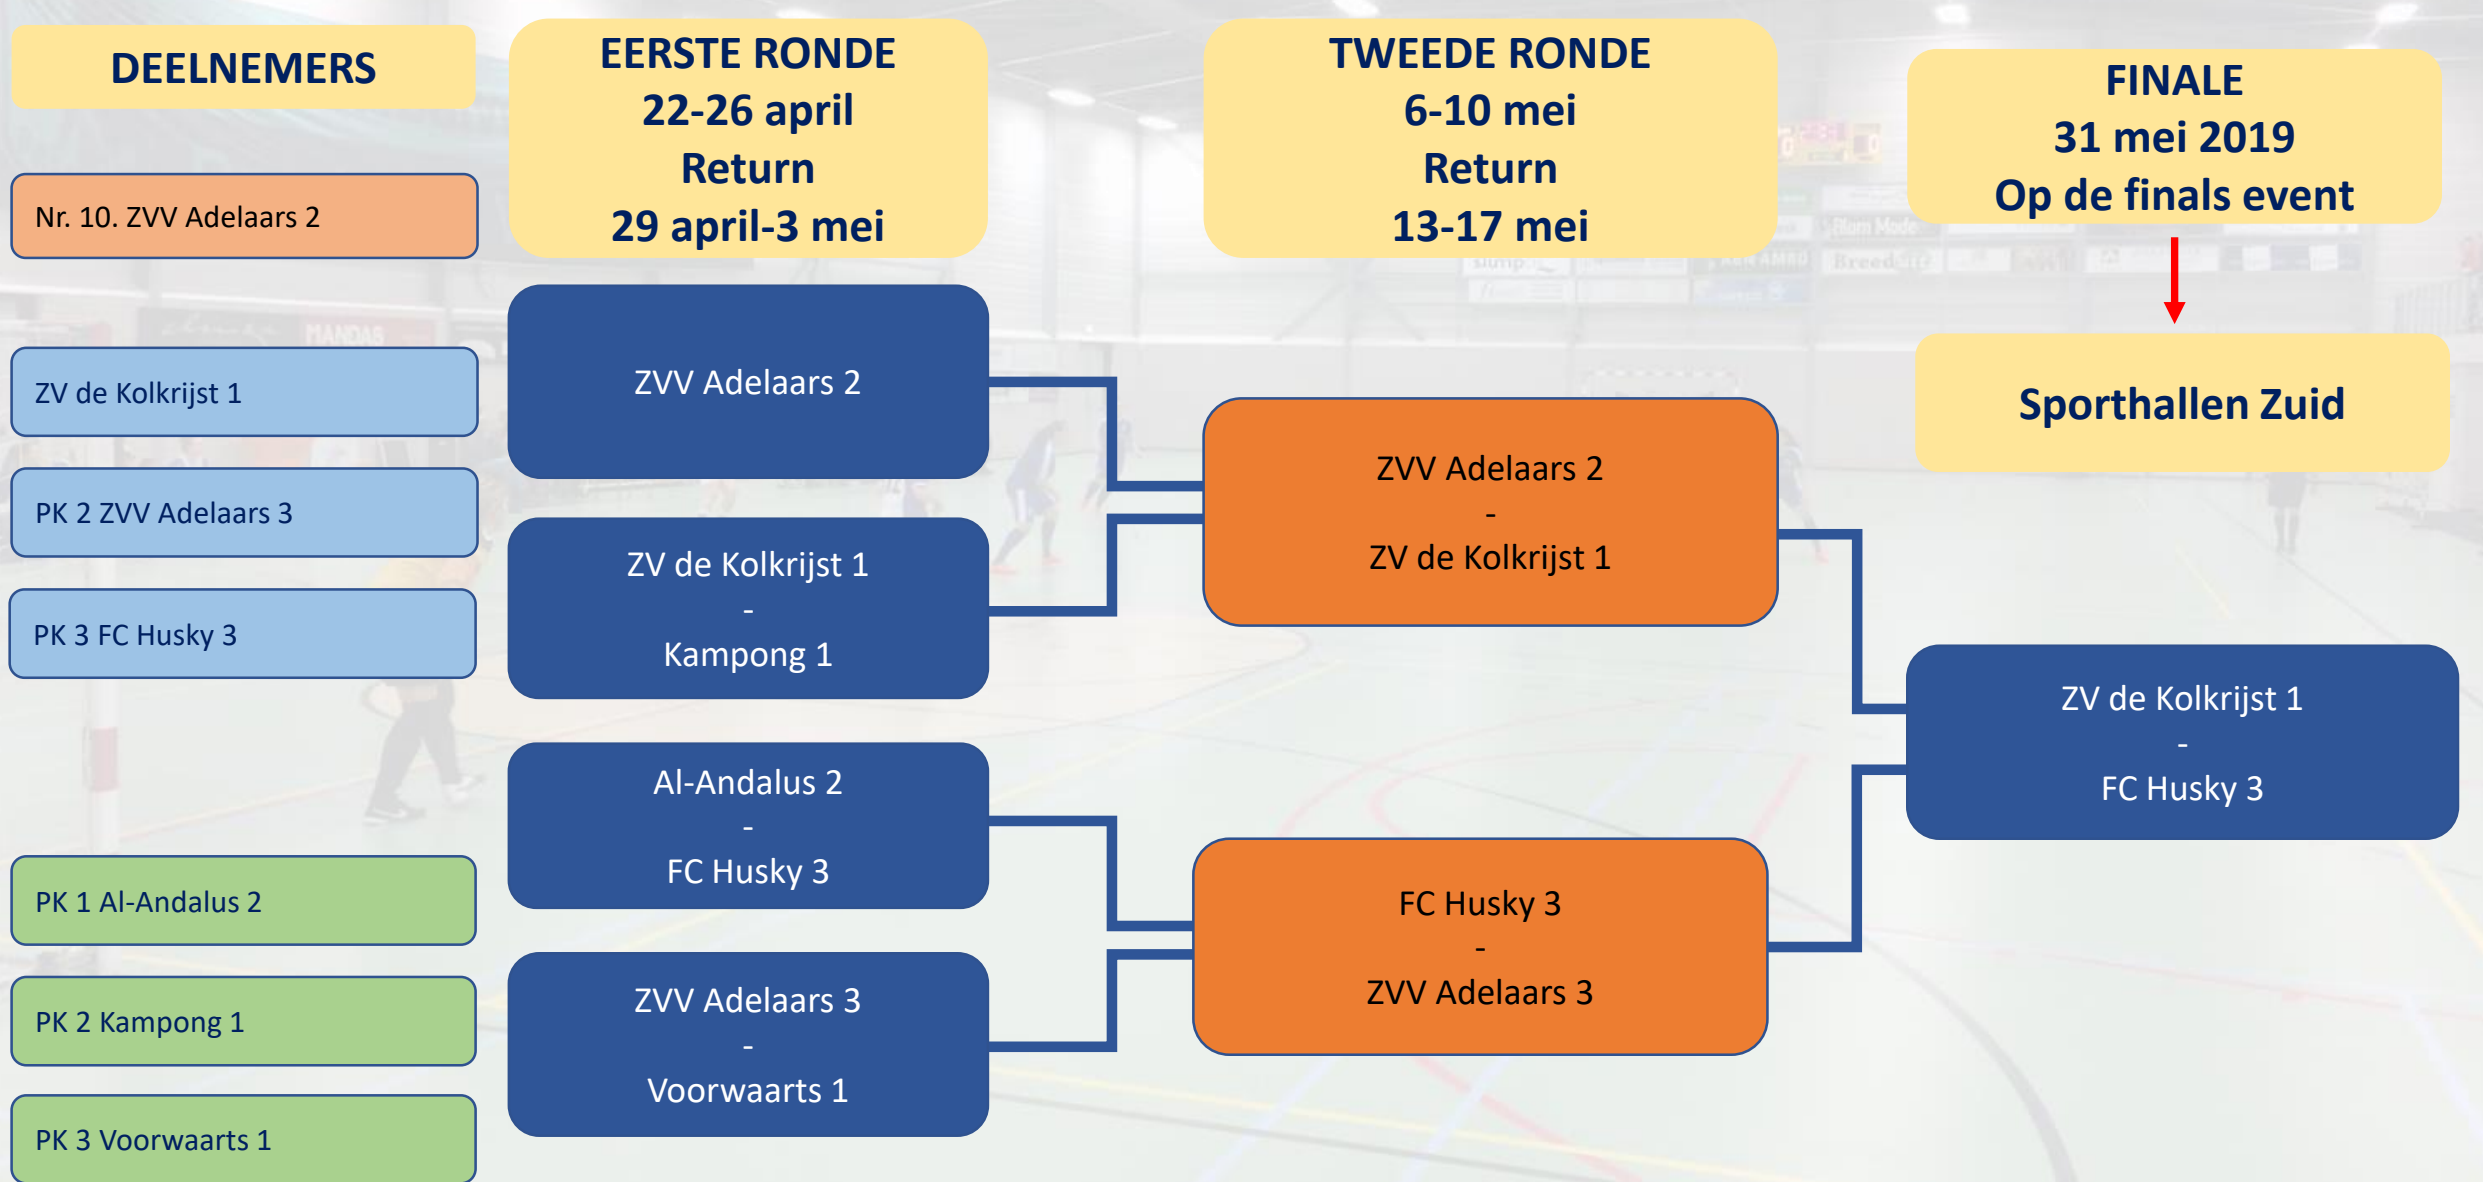 DEELNEMERS
Nr. 10. ZVV Adelaars 2
ZV de Kolkrijst 1
PK 2 ZVV Adelaars 3
PK 3 FC Husky 3
PK 1 Al-Andalus 2
PK 2 Kampong 1
PK 3 Voorwaarts 1
EERSTE RONDE
22-26 april
Return
29 april-3 mei
ZVV Adelaars 2
ZV de Kolkrijst 1
-
Kampong 1
Al-Andalus 2
-
FC Husky 3
ZVV Adelaars 3
-
Voorwaarts 1
TWEEDE RONDE
6-10 mei
Return
13-17 mei
ZVV Adelaars 2
-
ZV de Kolkrijst 1
FC Husky 3
-
ZVV Adelaars 3
FINALE
31 mei 2019
Op de finals event
Sporthallen Zuid
ZV de Kolkrijst 1
-
FC Husky 3
MANDAS
Blom Mode